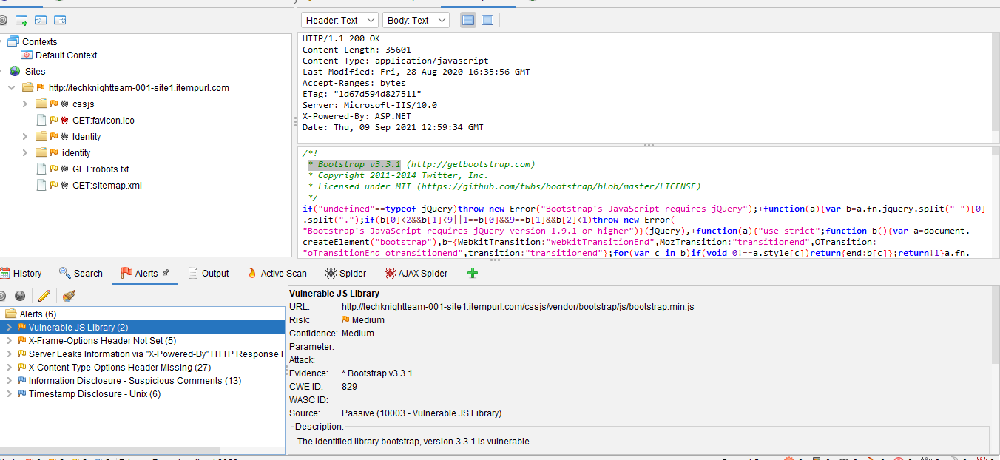 Contexts
Default Context
Sites
http://techknightteam-001-site1.itempurl.com
cssjs
GET:favicon.ico
Identity
identity
GET:robots.txt
GET:sitemap.xml
Header: Text
Body: Text
HTTP/1.1 200 OK
Content-Length: 35601
Content-Type: application/javascript
Last-Modified: Fri, 28 Aug 2020 16:35:56 GMT
Accept-Ranges: bytes
ETag: "1d67d594d827511"
Server: Microsoft-IIS/10.0
X-Powered-By: ASP.NET
Date: Thu, 09 Sep 2021 12:59:34 GMT
/*!
* Bootstrap v3.3.1 (http://getbootstrap.com)
* Copyright 2011-2014 Twitter, Inc.
* Licensed under MIT (https://github.com/twbs/bootstrap/blob/master/LICENSE)
*/
if("undefined"==typeof jQuery)throw new Error("Bootstrap's JavaScript requires jQuery");+function(a){var b=a.fn.jquery.split(" ")[0]
.split(".");if(b[0]<2&&b[1]<9||1==b[0]&&9==b[1]&&b[2]<1)throw new Error(
"Bootstrap's JavaScript requires jQuery version 1.9.1 or higher")}(jQuery),+function(a){"use strict";function b(){var a=document.
createElement("bootstrap"),b={WebkitTransition:"webkitTransitionEnd",MozTransition:"transitionend",OTransition:
"oTransitionEnd otransitionend",transition:"transitionend"};for(var c in b)if(void 0!==a.style[c])return{end:b[c]};return!1}a.fn.
History
Search
Alerts
Output
Active Scan
Spider
AJAX Spider
Alerts (6)
Vulnerable JS Library (2)
X-Frame-Options Header Not Set (5)
Server Leaks Information via "X-Powered-By" HTTP Response H
X-Content-Type-Options Header Missing (27)
Information Disclosure - Suspicious Comments (13)
Timestamp Disclosure - Unix (6)
Vulnerable JS Library
URL: http://techknightteam-001-site1.itempurl.com/cssjs/vendor/bootstrap/js/bootstrap.min.js
Risk: Medium
Confidence: Medium
Parameter:
Attack:
Evidence: * Bootstrap v3.3.1
CWE ID: 829
WASC ID:
Source: Passive (10003 - Vulnerable JS Library)
Description:
The identified library bootstrap, version 3.3.1 is vulnerable.